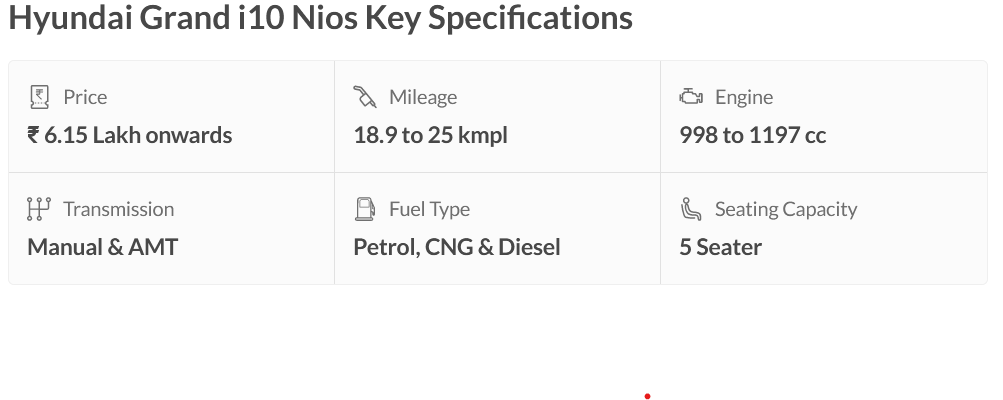 Hyundai Grand i10 Nios Key Specifications
Price
₹ 6.15 Lakh onwards
Mileage
18.9 to 25 kmpl
Engine
998 to 1197 cc
Transmission
Manual & AMT
Fuel Type
Petrol, CNG & Diesel
Seating Capacity
5 Seater